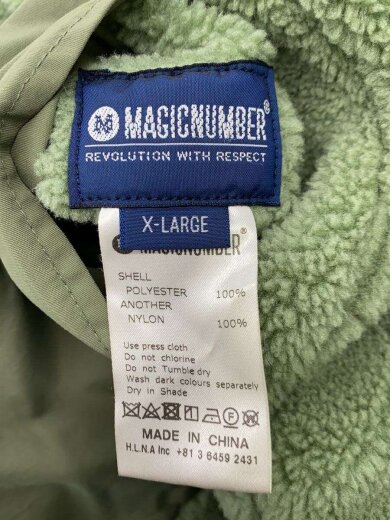 MAGICNUMBER®
REVOLUTION WITH RESPECT
X-LARGE
MAGICNUMBER®
SHELL
POLYESTER 100%
ANOTHER
NYLON 100%
Use press cloth
Do not chlorine
Do not Tumble dry
Wash dark colours separately
Dry in Shade
MADE IN CHINA
H.L.N.A Inc +81 3 6459 2431